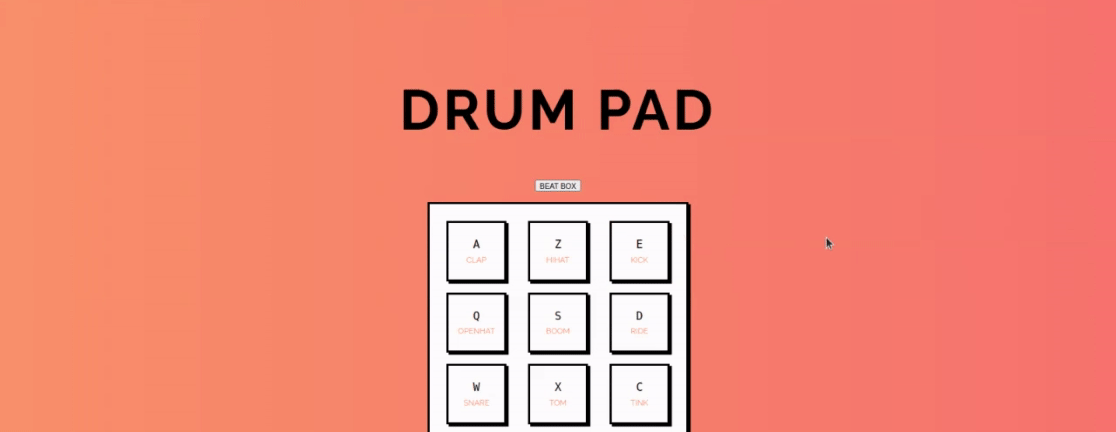 DRUM PAD
BEAT BOX
A Z E
CLAP HIHAT KICK
Q S D
OPENHAT BOOM RIDE
W X C
SNARE TOM TINK